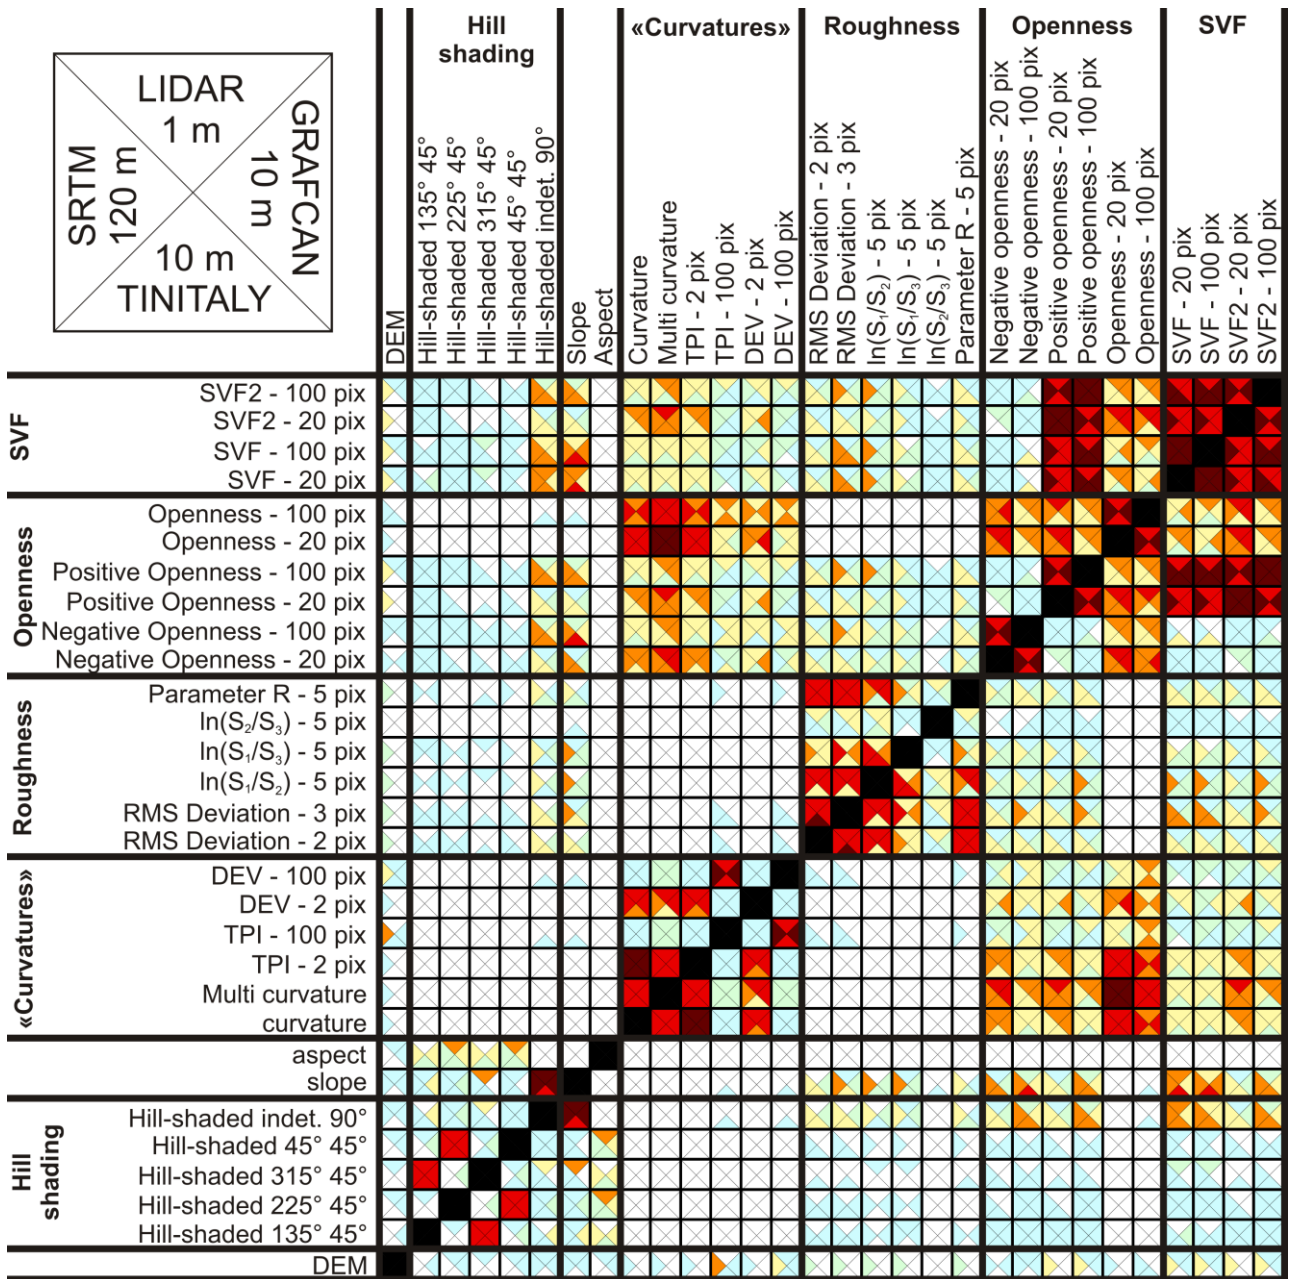 Hill
shading
«Curvatures»
Roughness
Openness
SVF
LIDAR
1 m
GRAFCAN
10 m
SRTM
120 m
10 m
TINITALY
DEM
Hill-shaded 135° 45°
Hill-shaded 225° 45°
Hill-shaded 315° 45°
Hill-shaded 45° 45°
Hill-shaded indet. 90°
Slope
Aspect
Curvature
Multi curvature
TPI - 2 pix
TPI - 100 pix
DEV - 2 pix
DEV - 100 pix
RMS Deviation - 2 pix
RMS Deviation - 3 pix
ln(S₁/S₂) - 5 pix
ln(S₁/S₃) - 5 pix
ln(S₂/S₃) - 5 pix
Parameter R - 5 pix
Negative openness - 20 pix
Negative openness - 100 pix
Positive openness - 20 pix
Positive openness - 100 pix
Openness - 20 pix
Openness - 100 pix
SVF - 20 pix
SVF - 100 pix
SVF2 - 20 pix
SVF2 - 100 pix
SVF
SVF2 - 100 pix
SVF2 - 20 pix
SVF - 100 pix
SVF - 20 pix
Openness
Openness - 100 pix
Openness - 20 pix
Positive Openness - 100 pix
Positive Openness - 20 pix
Negative Openness - 100 pix
Negative Openness - 20 pix
Roughness
Parameter R - 5 pix
ln(S₂/S₃) - 5 pix
ln(S₁/S₃) - 5 pix
ln(S₁/S₂) - 5 pix
RMS Deviation - 3 pix
RMS Deviation - 2 pix
«Curvatures»
DEV - 100 pix
DEV - 2 pix
TPI - 100 pix
TPI - 2 pix
Multi curvature
curvature
aspect
slope
Hill
shading
Hill-shaded indet. 90°
Hill-shaded 45° 45°
Hill-shaded 315° 45°
Hill-shaded 225° 45°
Hill-shaded 135° 45°
DEM